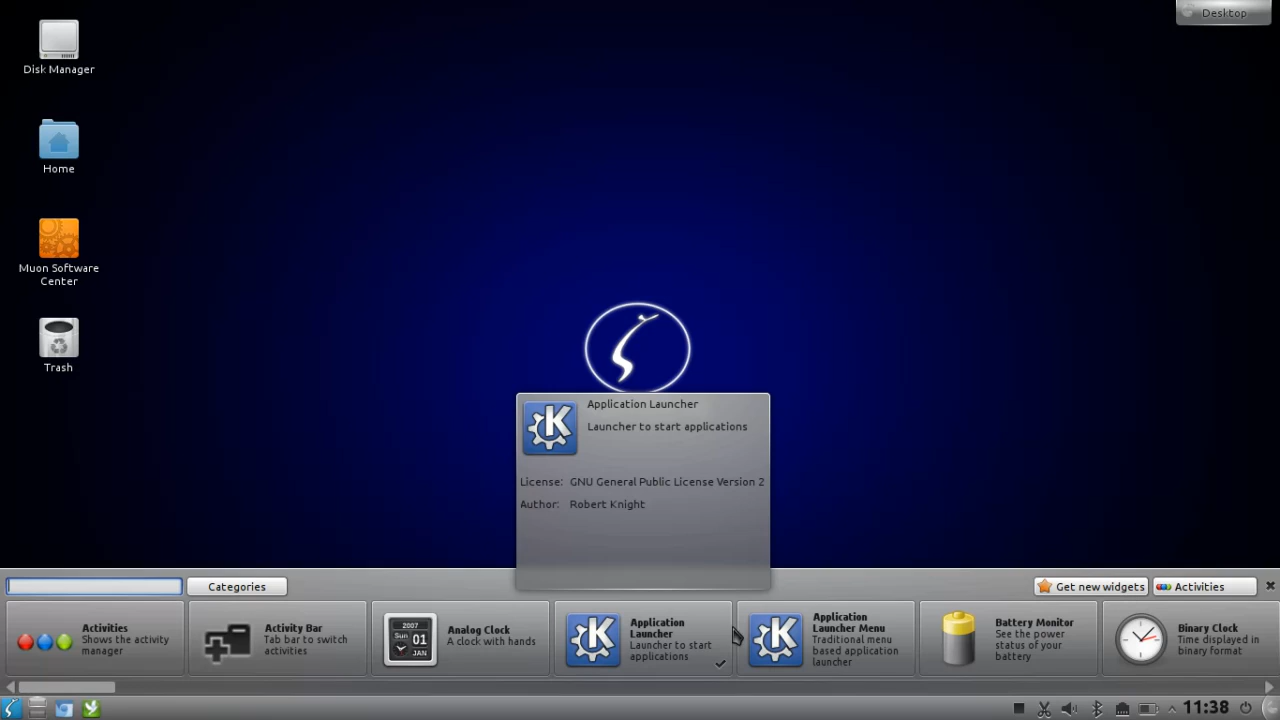 Desktop
Disk Manager
Home
Muon Software
Center
Trash
Application Launcher
Launcher to start applications
License: GNU General Public License Version 2
Author: Robert Knight
Categories
Get new widgets
Activities
Activities
Shows the activity
manager
Activity Bar
Tab bar to switch
activities
2007
Sun 01
JAN
Analog Clock
A clock with hands
Application
Launcher
Launcher to start
applications
Application
Launcher Menu
Traditional menu
based application
launcher
Battery Monitor
See the power
status of your
battery
Binary Clock
Time displayed in
binary format
11:38